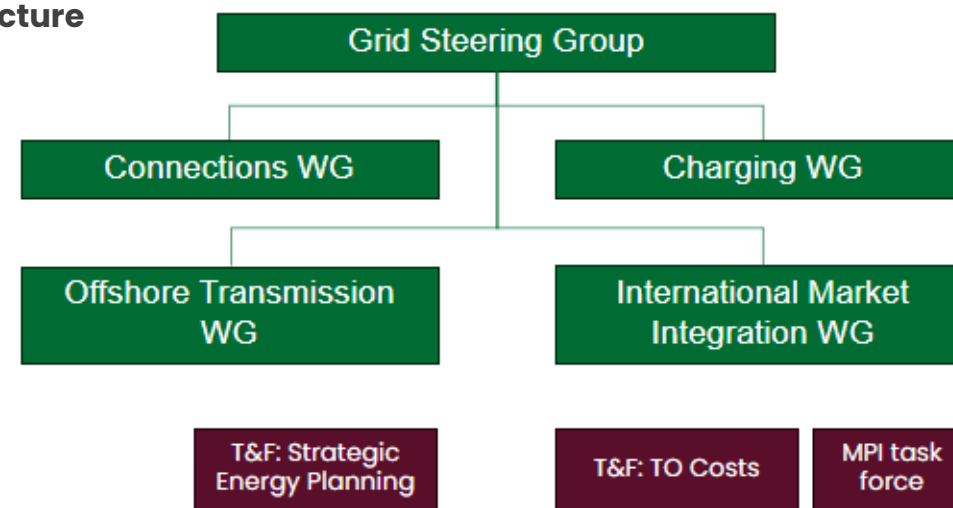 cture
Grid Steering Group
Connections WG
Charging WG
Offshore Transmission
WG
International Market
Integration WG
T&F: Strategic
Energy Planning
T&F: TO Costs
MPI task
force